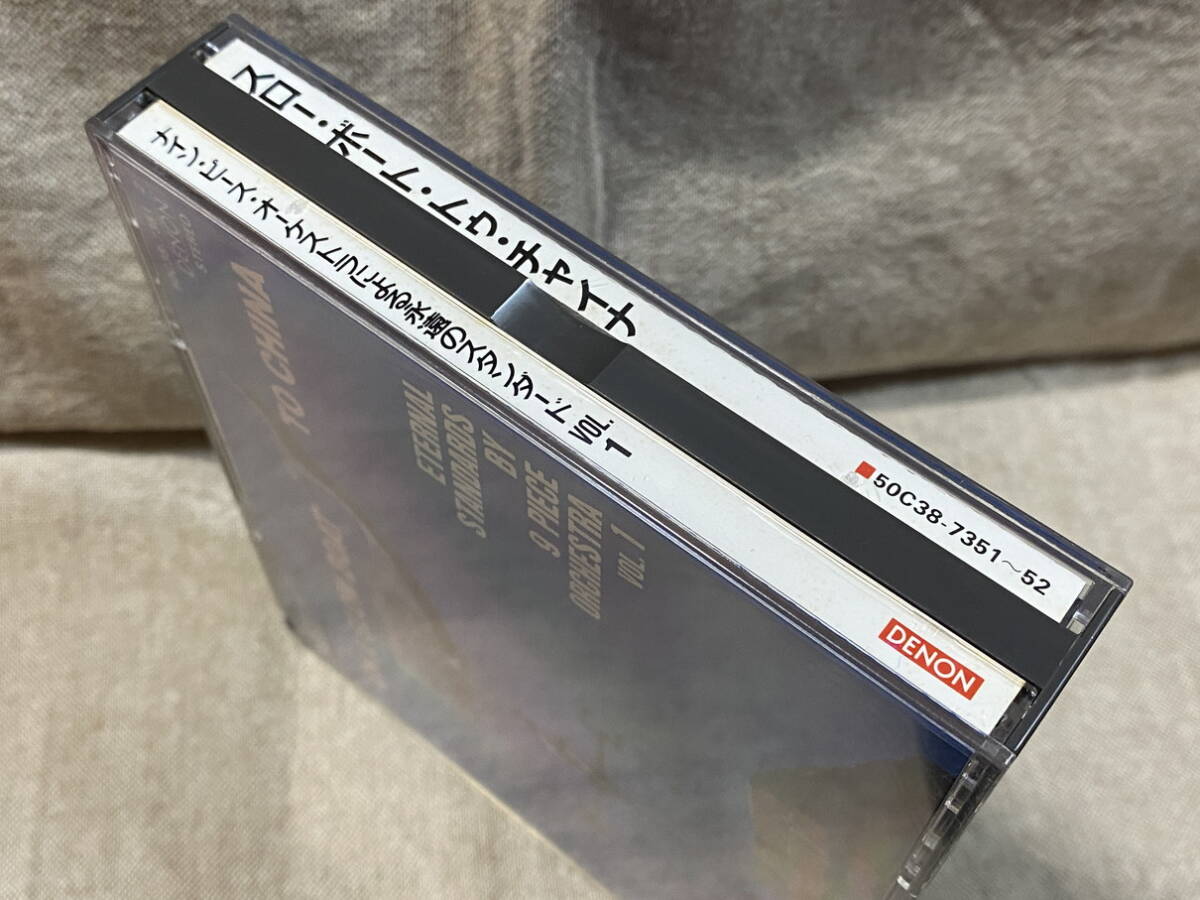 スロー・ボート・トゥ・チャイナ
■50C38-7351~52
ナイン・ピース・オーケストラによる永遠のスタンダード VOL. 1
DENON
DENON
STEREO
TO CHINA
ETERNAL
STANDARDS
BY
9 PIECE
ORCHESTRA
VOL. 1